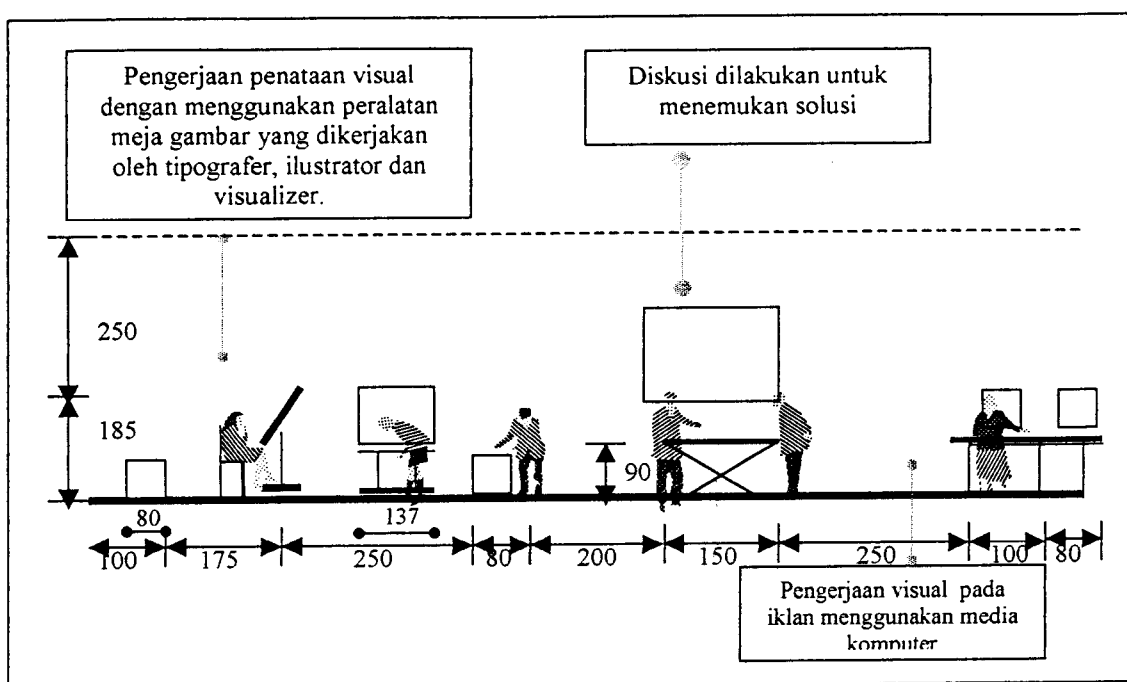 Pengerjaan penataan visual
dengan menggunakan peralatan
meja gambar yang dikerjakan
oleh tipografer, ilustrator dan
visualizer.
Diskusi dilakukan untuk
menemukan solusi
250
185
90
80
137
100
175
250
80
200
150
250
100
80
Pengerjaan visual pada
iklan menggunakan media
komputer